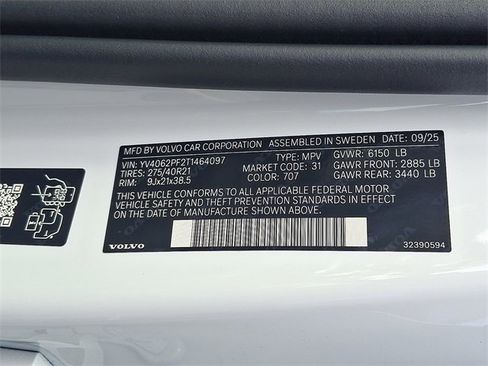 MFD BY VOLVO CAR CORPORATION ASSEMBLED IN SWEDEN 09/25
VIN: YV4062PF2T1464097 TYPE: MPV GVWR: 6150 LB
TIRES: 275/40R21 MARKET CODE: 31 GAWR FRONT: 2885 LB
RIM: 9Jx21x38.5 COLOR: 707 GAWR REAR: 3440 LB
THIS VEHICLE CONFORMS TO ALL APPLICABLE FEDERAL MOTOR
VEHICLE SAFETY AND THEFT PREVENTION STANDARDS IN EFFECT
ON THE DATE OF MANUFACTURE SHOWN ABOVE.
VOLVO 32390594